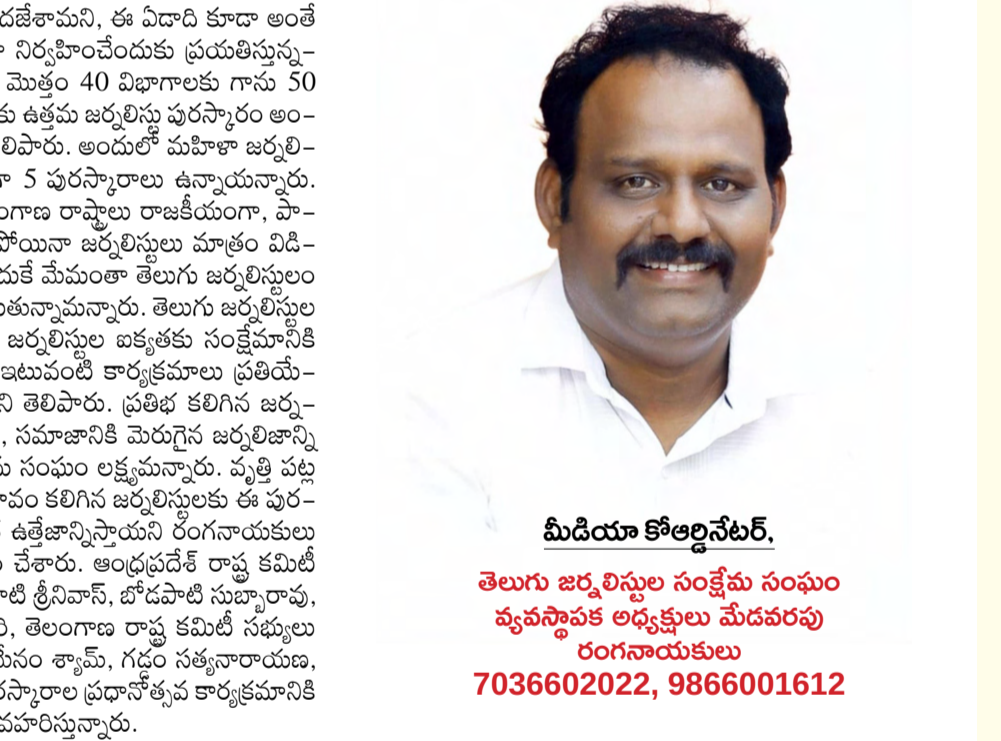 దజేశామని, ఈ ఏడాది కూడా అంతే
నిర్వహించేందుకు ప్రయతిస్తున్న–
మొత్తం 40 విభాగాలకు గాను 50
కు ఉత్తమ జర్నలిస్టు పురస్కారం అం–
లిపారు. అందులో మహిళా జర్నలి–
5 పురస్కారాలు ఉన్నాయన్నారు.
ంగాణ రాష్ట్రాలు రాజకీయంగా, పా–
పోయినా జర్నలిస్టులు మాత్రం విడి–
దుకే మేమంతా తెలుగు జర్నలిస్టులం
ుతున్నామన్నారు. తెలుగు జర్నలిస్టుల
జర్నలిస్టుల ఐక్యతకు సంక్షేమానికి
ఇటువంటి కార్యక్రమాలు ప్రతియే–
ని తెలిపారు. ప్రతిభ కలిగిన జర్న–
, సమాజానికి మెరుగైన జర్నలిజాన్ని
సంఘం లక్ష్యమన్నారు. వృత్తి పట్ల
ావం కలిగిన జర్నలిస్టులకు ఈ పుర–
ఉత్తేజాన్నిస్తాయని రంగనాయకులు
చేశారు. ఆంధ్రప్రదేశ్ రాష్ట్ర కమిటీ
ాటి శ్రీనివాస్, బోడపాటి సుబ్బారావు,
ి, తెలంగాణ రాష్ట్ర కమిటీ సభ్యులు
మేనం శ్యామ్, గడ్డం సత్యనారాయణ,
రస్కారాల ప్రధానోత్సవ కార్యక్రమానికి
వహరిస్తున్నారు.
మీడియా కోఆర్డినేటర్,
తెలుగు జర్నలిస్టుల సంక్షేమ సంఘం
వ్యవస్థాపక అధ్యక్షులు మేడవరపు
రంగనాయకులు
7036602022, 9866001612